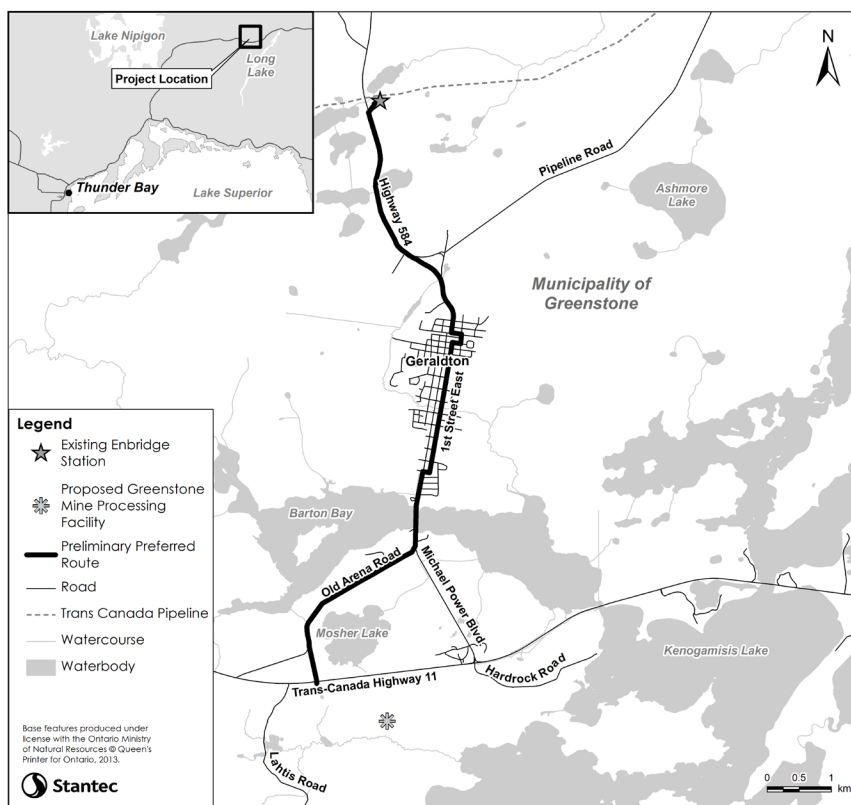 Lake Nipigon
Long
Lake
Project Location
Thunder Bay
Lake Superior
N
Pipeline Road
Ashmore
Lake
Highway 584
Municipality of
Greenstone
Geraldton
1st Street East
Barton Bay
Old Arena Road
Michael Power Blvd.
Mosher Lake
Kenogamisis Lake
Hardrock Road
Trans-Canada Highway 11
Lahtis Road
Legend
Existing Enbridge
Station
Proposed Greenstone
Mine Processing
Facility
Preliminary Preferred
Route
Road
Trans Canada Pipeline
Watercourse
Waterbody
Base features produced under
license with the Ontario Ministry
of Natural Resources © Queen's
Printer for Ontario, 2013.
Stantec
0 0.5 1
km